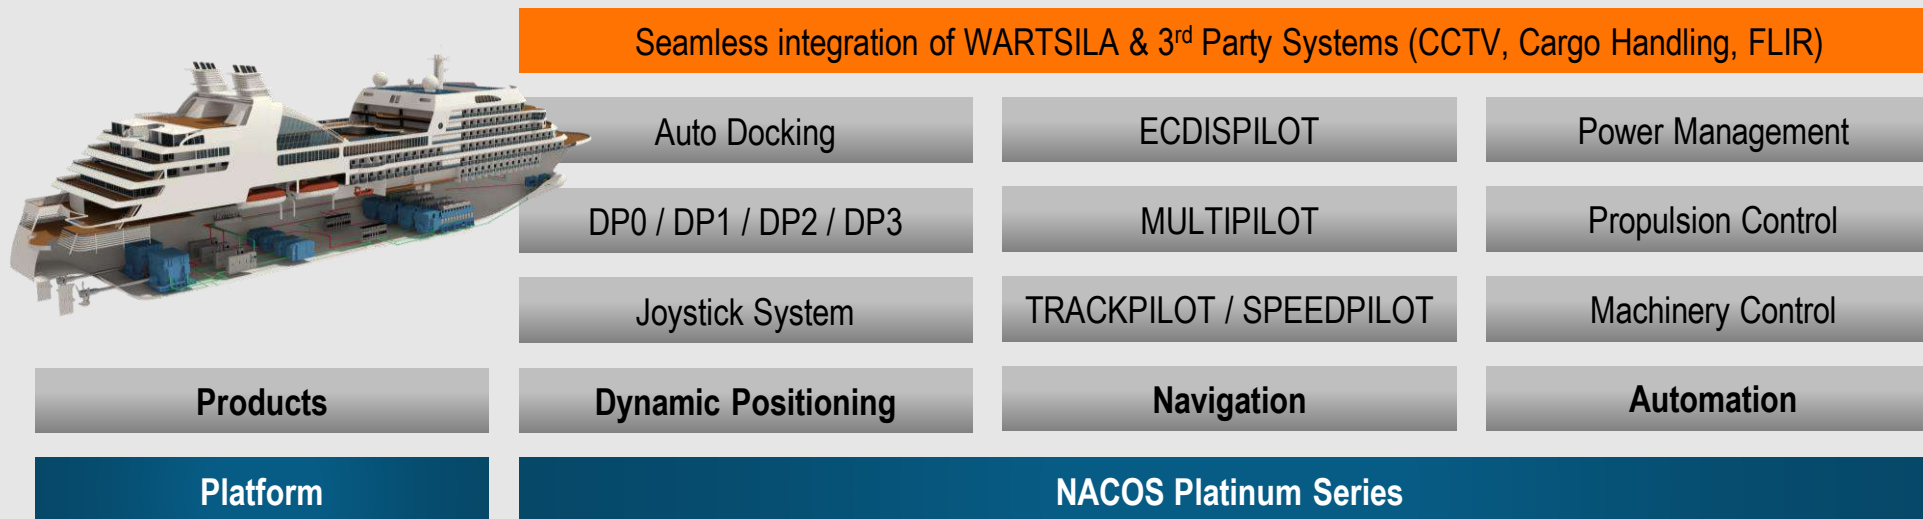 Seamless integration of WARTSILA & 3rd Party Systems (CCTV, Cargo Handling, FLIR)
Auto Docking
ECDISPILOT
Power Management
DP0 / DP1 / DP2 / DP3
MULTIPILOT
Propulsion Control
Joystick System
TRACKPILOT / SPEEDPILOT
Machinery Control
Products
Dynamic Positioning
Navigation
Automation
Platform
NACOS Platinum Series